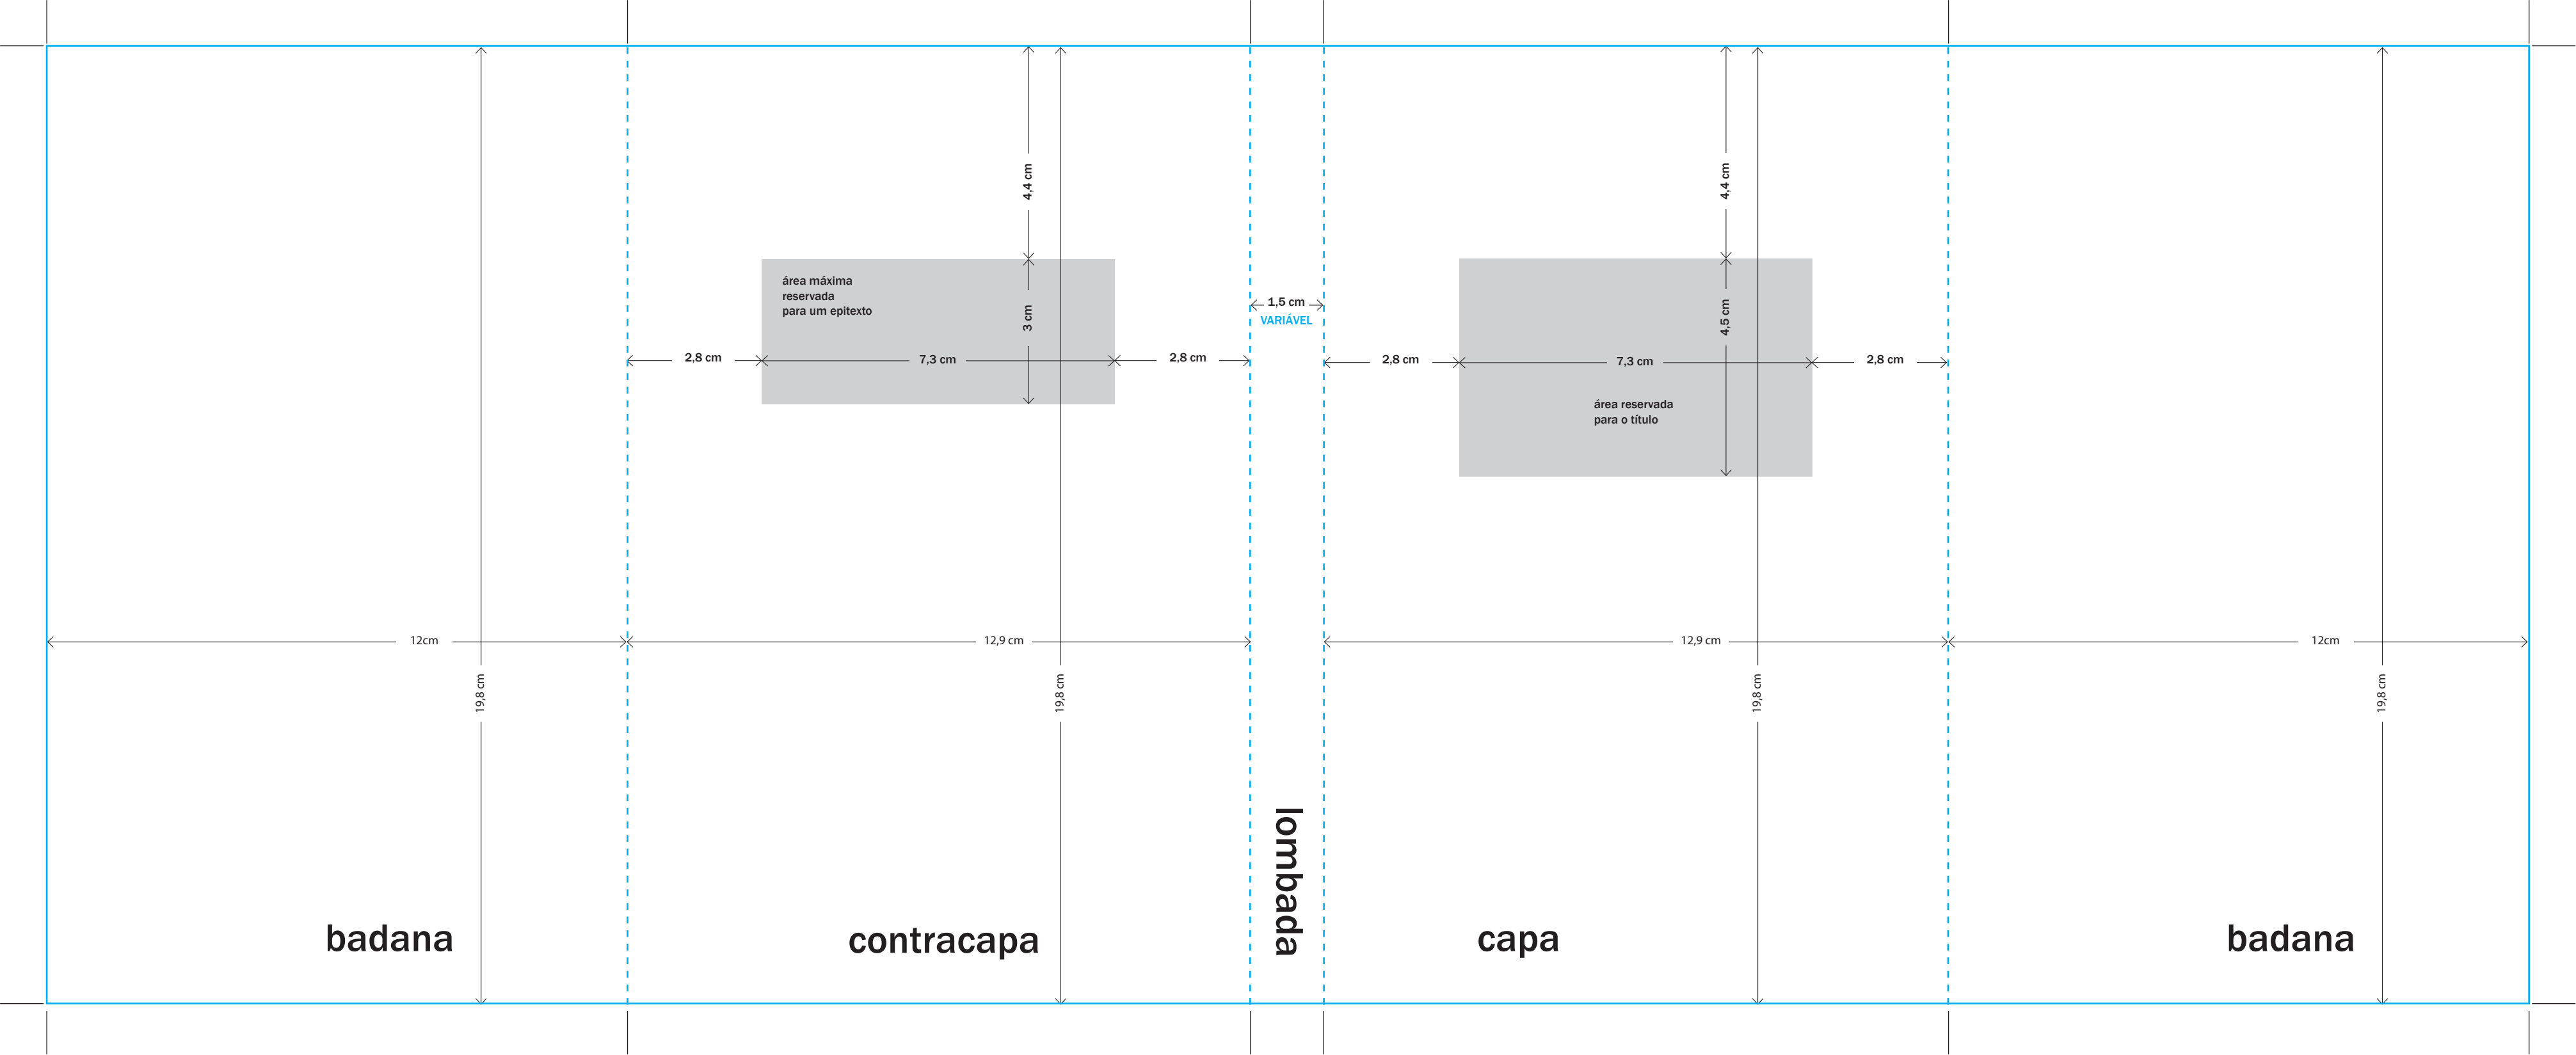 4,4 cm
4,4 cm
área máxima
reservada
para um epitexto
3 cm
1,5 cm
VARIÁVEL
4,5 cm
2,8 cm
7,3 cm
2,8 cm
2,8 cm
7,3 cm
2,8 cm
área reservada
para o título
12cm
12,9 cm
12,9 cm
12cm
19,8 cm
19,8 cm
19,8 cm
19,8 cm
badana
contracapa
lombada
capa
badana